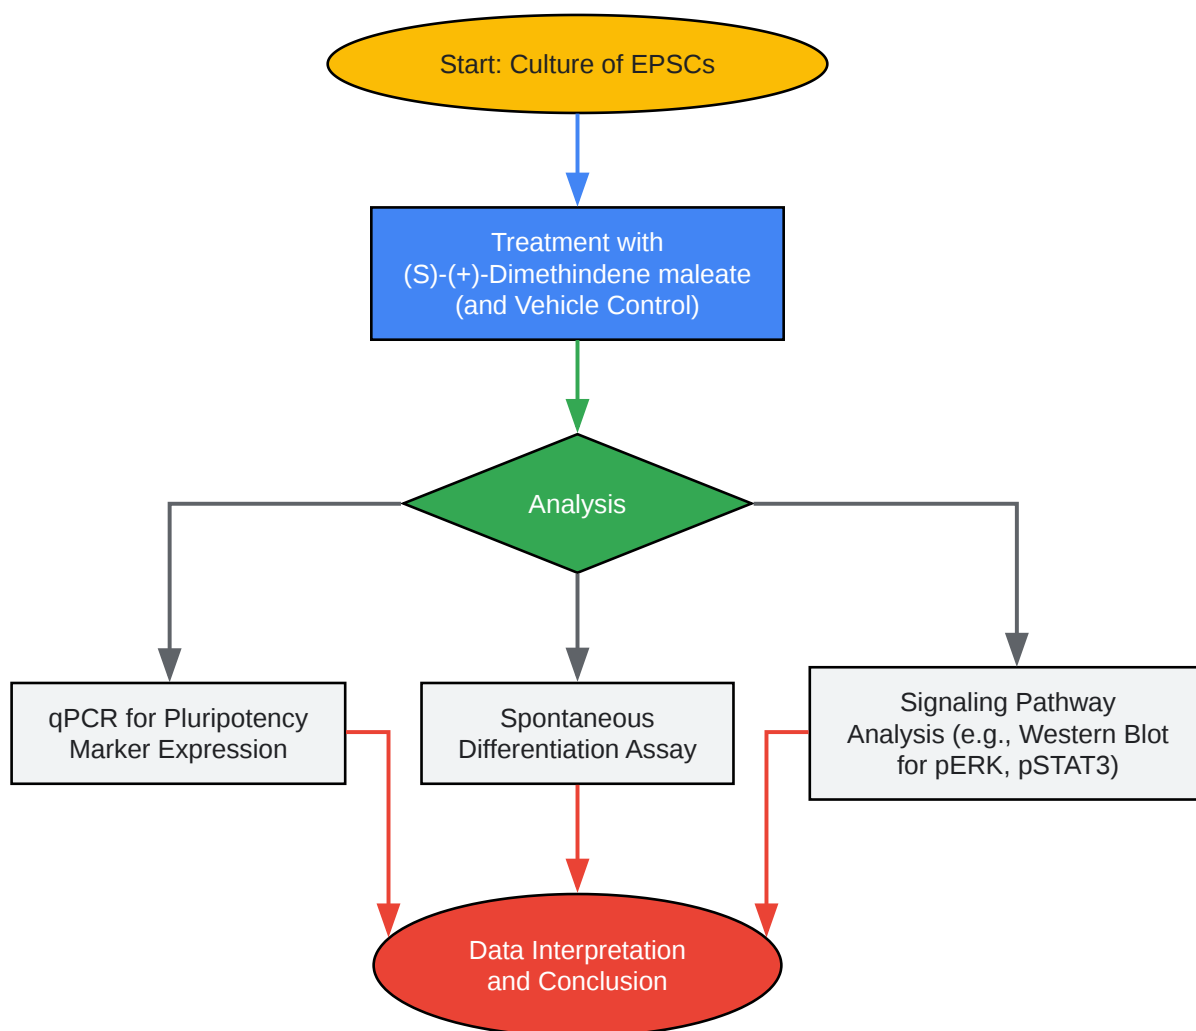 Start: Culture of EPSCs
Treatment with
(S)-(+)-Dimethindene maleate
(and Vehicle Control)
Analysis
qPCR for Pluripotency
Marker Expression
Spontaneous
Differentiation Assay
Signaling Pathway
Analysis (e.g., Western Blot
for pERK, pSTAT3)
Data Interpretation
and Conclusion